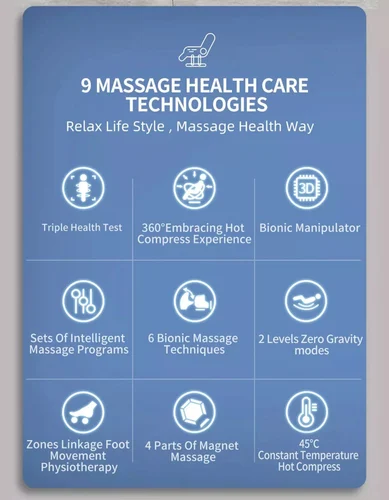 9 MASSAGE HEALTH CARE
TECHNOLOGIES
Relax Life Style , Massage Health Way
Triple Health Test
360°Embracing Hot
Compress Experience
3D
Bionic Manipulator
Sets Of Intelligent
Massage Programs
6 Bionic Massage
Techniques
2 Levels Zero Gravity
modes
Zones Linkage Foot
Movement
Physiotherapy
4 Parts Of Magnet
Massage
45°C
Constant Temperature
Hot Compress